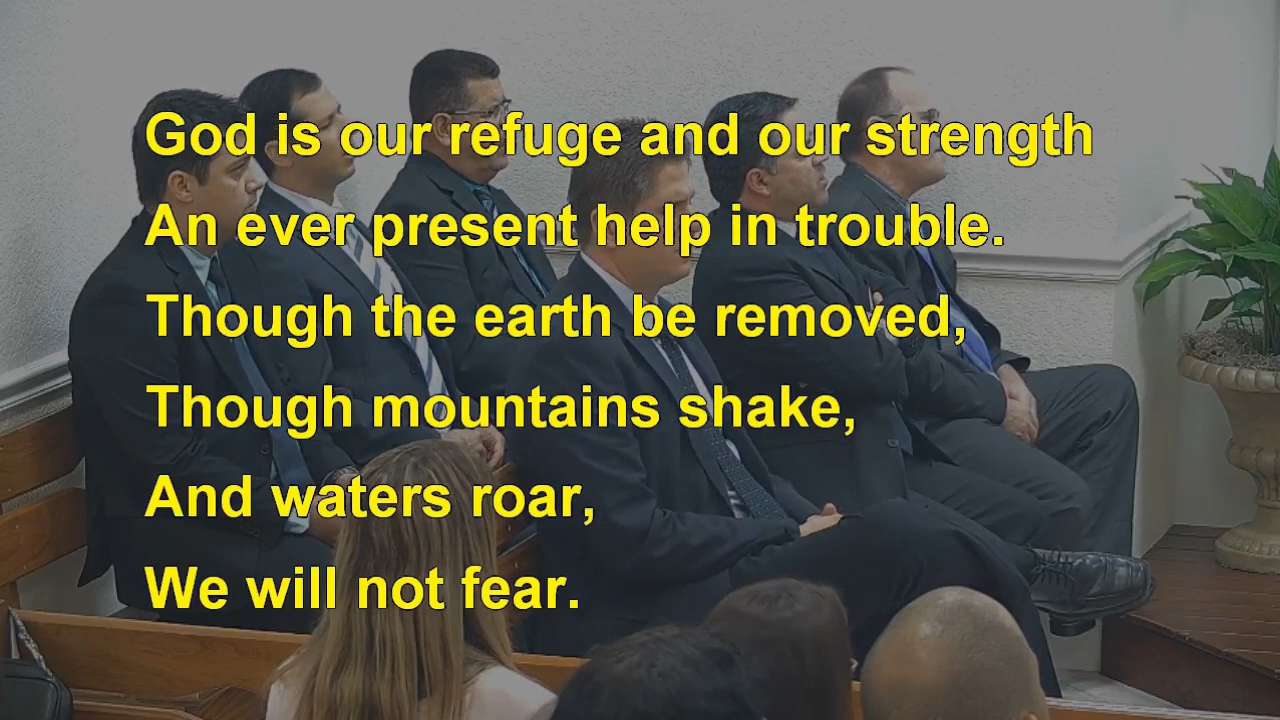 God is our refuge and our strength
An ever present help in trouble.
Though the earth be removed,
Though mountains shake,
And waters roar,
We will not fear.